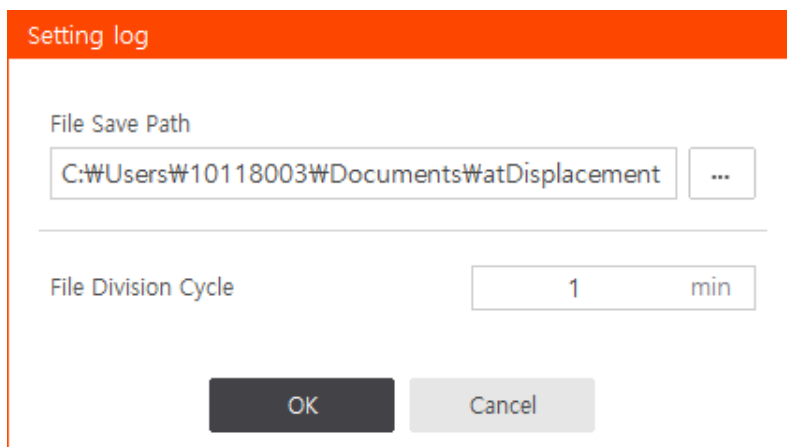 Setting log
File Save Path
C:₩Users₩10118003₩Documents₩atDisplacement ...
File Division Cycle 1 min
OK Cancel